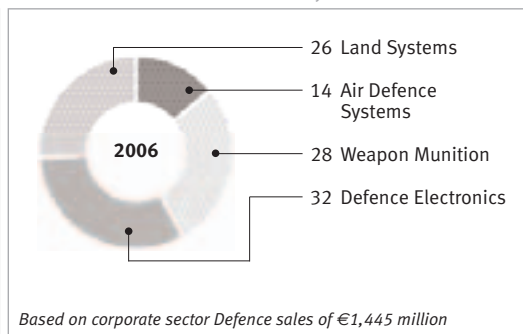 26 Land Systems
14 Air Defence
Systems
2006
28 Weapon Munition
32 Defence Electronics
Based on corporate sector Defence sales of €1,445 million